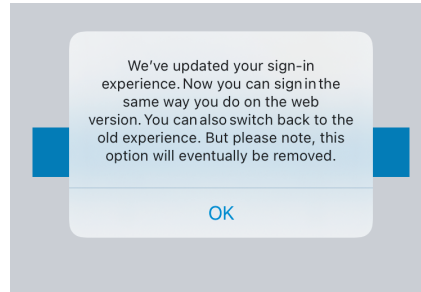 We've updated your sign-in
experience. Now you can sign in the
same way you do on the web
version. You can also switch back to the
old experience. But please note, this
option will eventually be removed.
OK